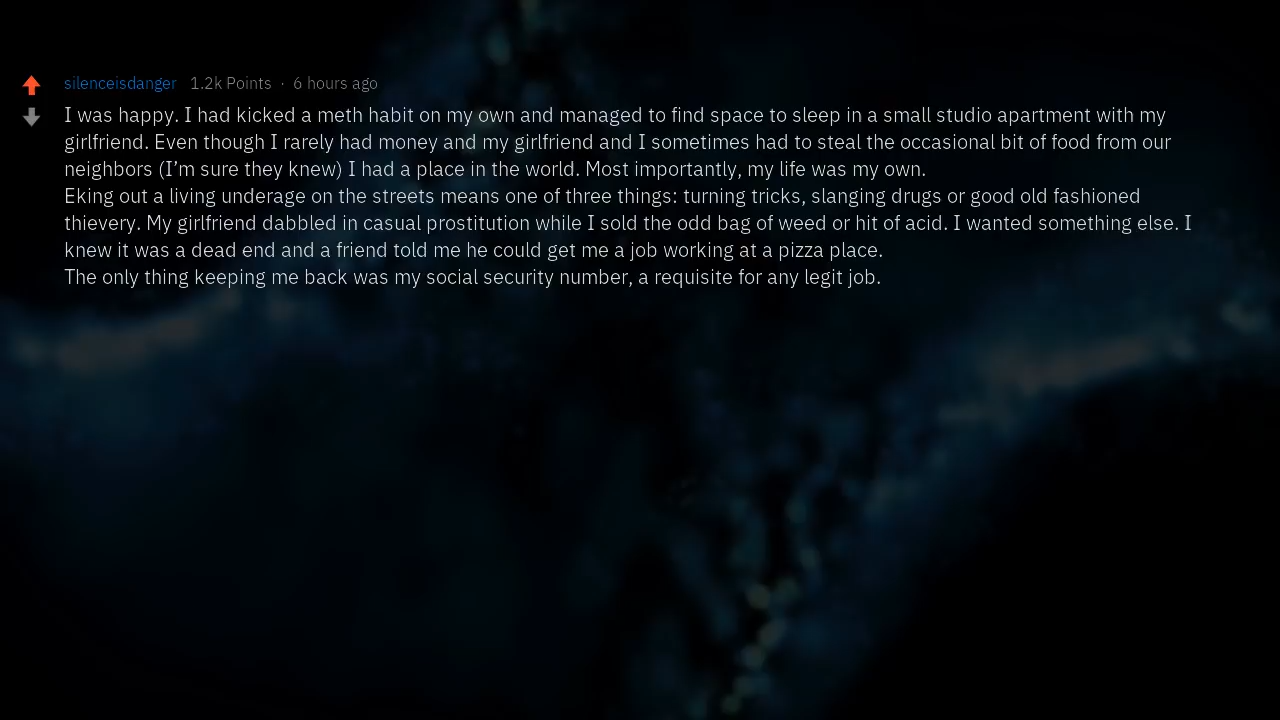 silenceisdanger 1.2k Points · 6 hours ago
I was happy. I had kicked a meth habit on my own and managed to find space to sleep in a small studio apartment with my
girlfriend. Even though I rarely had money and my girlfriend and I sometimes had to steal the occasional bit of food from our
neighbors (I’m sure they knew) I had a place in the world. Most importantly, my life was my own.
Eking out a living underage on the streets means one of three things: turning tricks, slanging drugs or good old fashioned
thievery. My girlfriend dabbled in casual prostitution while I sold the odd bag of weed or hit of acid. I wanted something else. I
knew it was a dead end and a friend told me he could get me a job working at a pizza place.
The only thing keeping me back was my social security number, a requisite for any legit job.